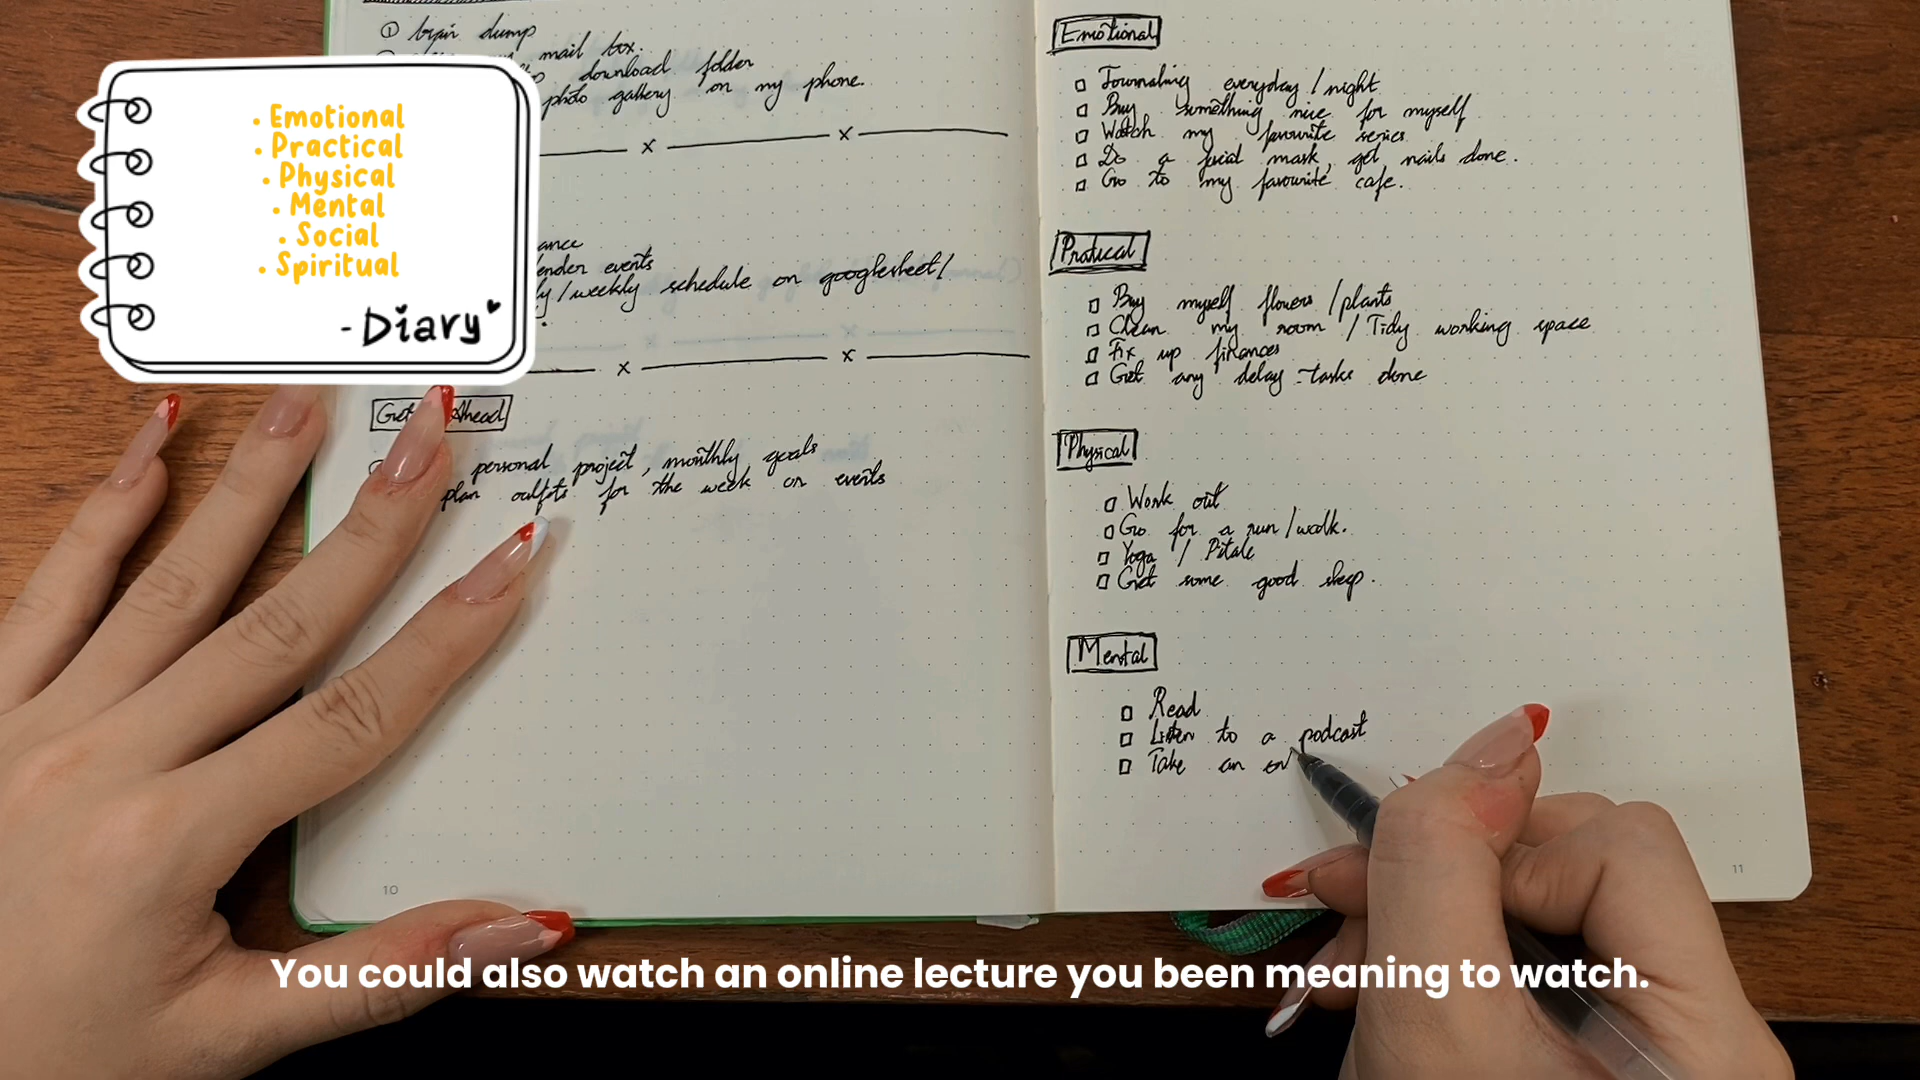 ① brain dump
mail box.
download folder
photo gallery on my phone.
x x
ance
ender events
ly/weekly schedule on googlesheet/
x x
Get Ahead
personal project, monthly goals
plan outfits for the week or events
10
• Emotional
• Practical
• Physical
• Mental
• Social
• Spiritual
- Diary
Emotional
Journaling everyday / night
Buy something nice for myself
Watch my favourite series
Do a facial mask, get nails done.
Go to my favourite cafe.
Pratical
Buy myself flowers / plants
Clean my room / Tidy working space
Fix up finances
Get any delay-tasks done
Physical
Work out
Go for a run / walk.
Yoga / Pitale
Get some good sleep.
Mental
Read
Listen to a podcast
Take an on
11
You could also watch an online lecture you been meaning to watch.